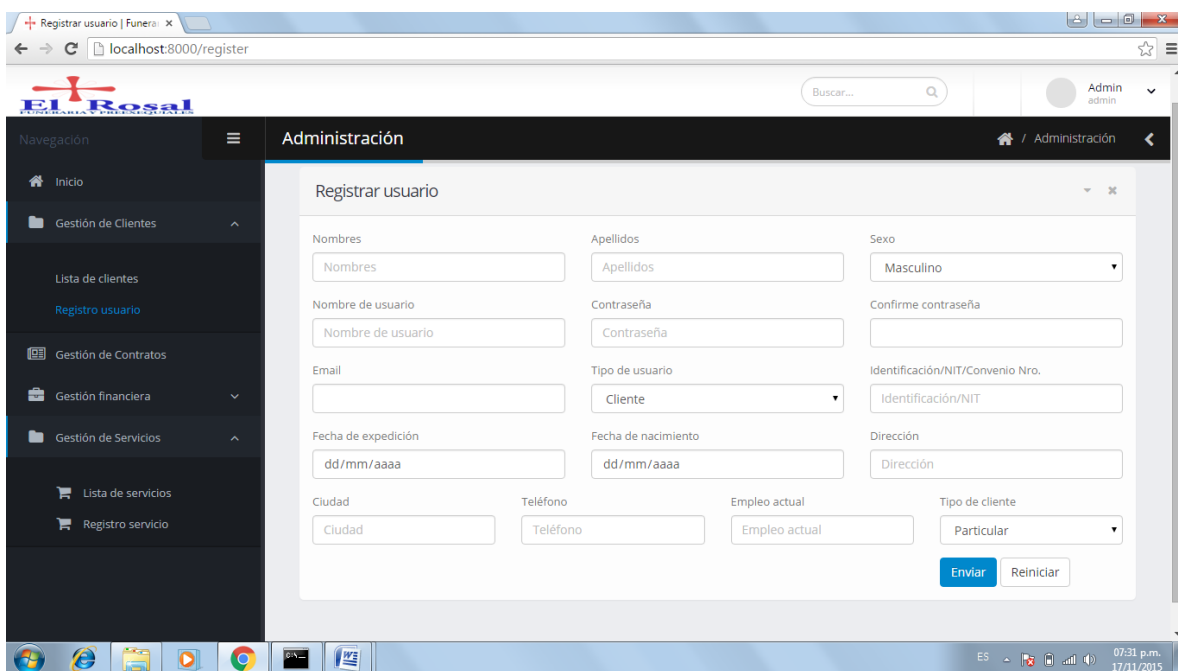 Registrar usuario | Funera
localhost:8000/register
El Rosal
FUNERARIA Y PREEXEQUIALES
Buscar...
Admin
admin
Navegación
Administración
/ Administración
Inicio
Gestión de Clientes
Lista de clientes
Registro usuario
Gestión de Contratos
Gestión financiera
Gestión de Servicios
Lista de servicios
Registro servicio
Registrar usuario
Nombres Apellidos Sexo
Nombres Apellidos Masculino
Nombre de usuario Contraseña Confirme contraseña
Nombre de usuario Contraseña
Email Tipo de usuario Identificación/NIT/Convenio Nro.
Cliente Identificación/NIT
Fecha de expedición Fecha de nacimiento Dirección
dd/mm/aaaa dd/mm/aaaa Dirección
Ciudad Teléfono Empleo actual Tipo de cliente
Ciudad Teléfono Empleo actual Particular
Enviar Reiniciar
ES
07:31 p.m.
17/11/2015